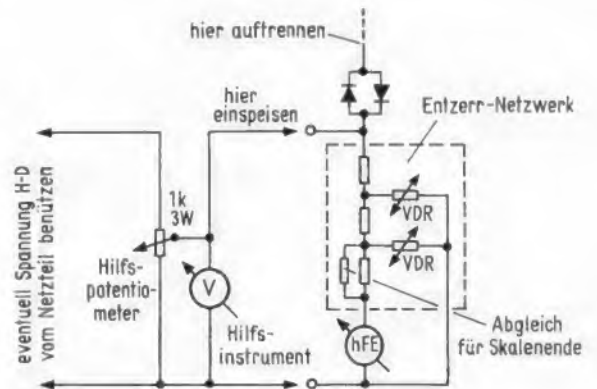 hier auftrennen
hier
einspeisen
Entzerr-Netzwerk
eventuell Spannung H-D
vom Netzteil benützen
1k
3W
VDR
VDR
Hilfs-
potentio-
meter
V
Hilfs-
instrument
hFE
Abgleich
für Skalenende